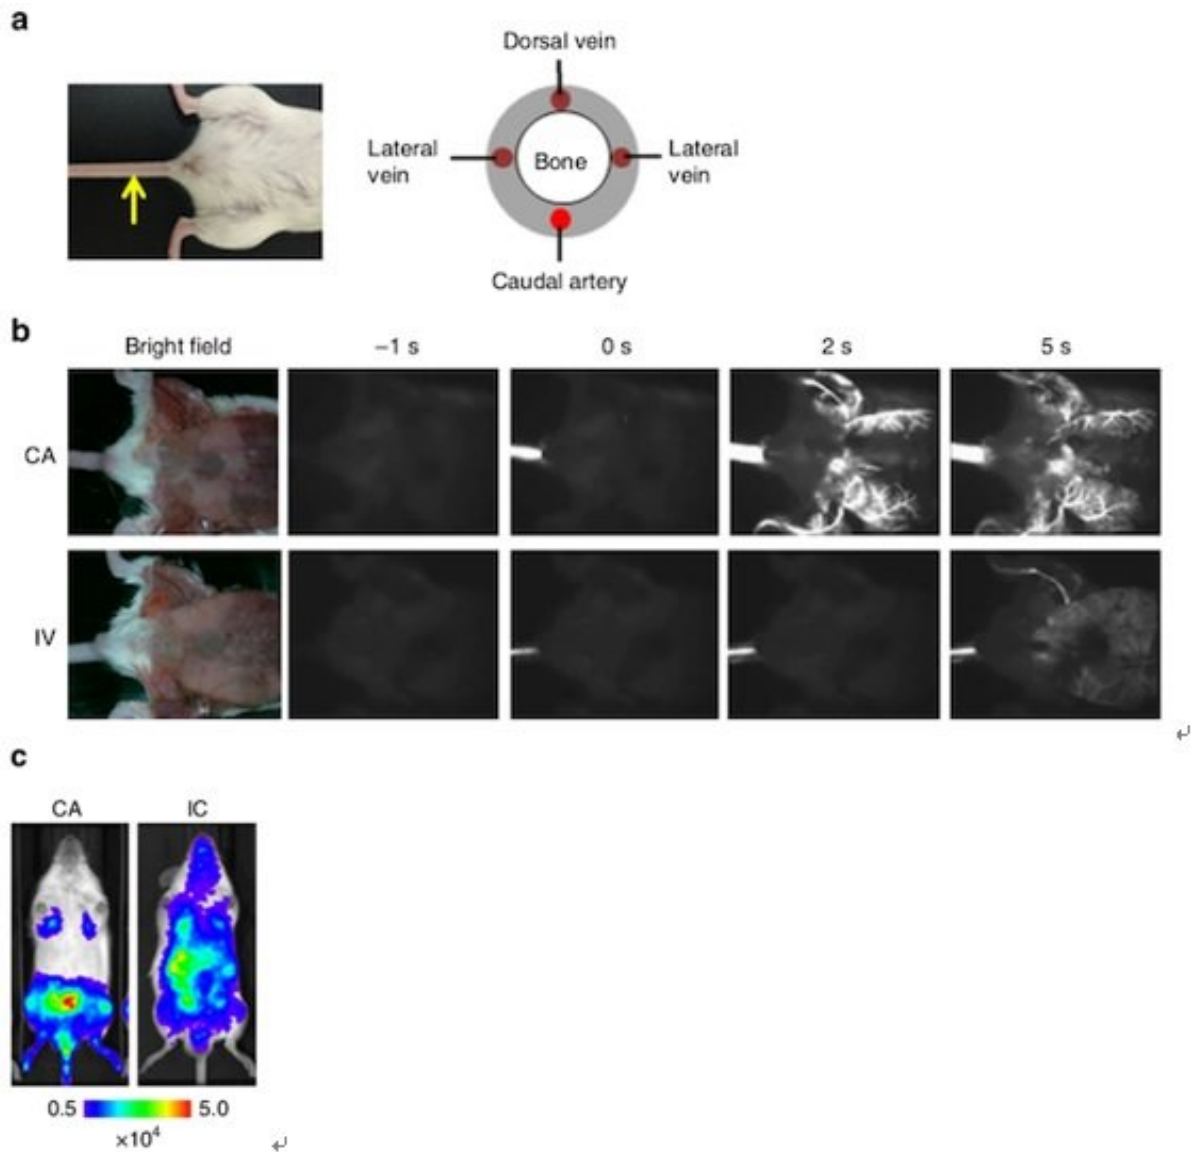 a
Dorsal vein
Lateral
vein
Bone
Lateral
vein
Caudal artery
b
Bright field
−1 s
0 s
2 s
5 s
CA
IV
c
CA
IC
0.5
5.0
×10⁴